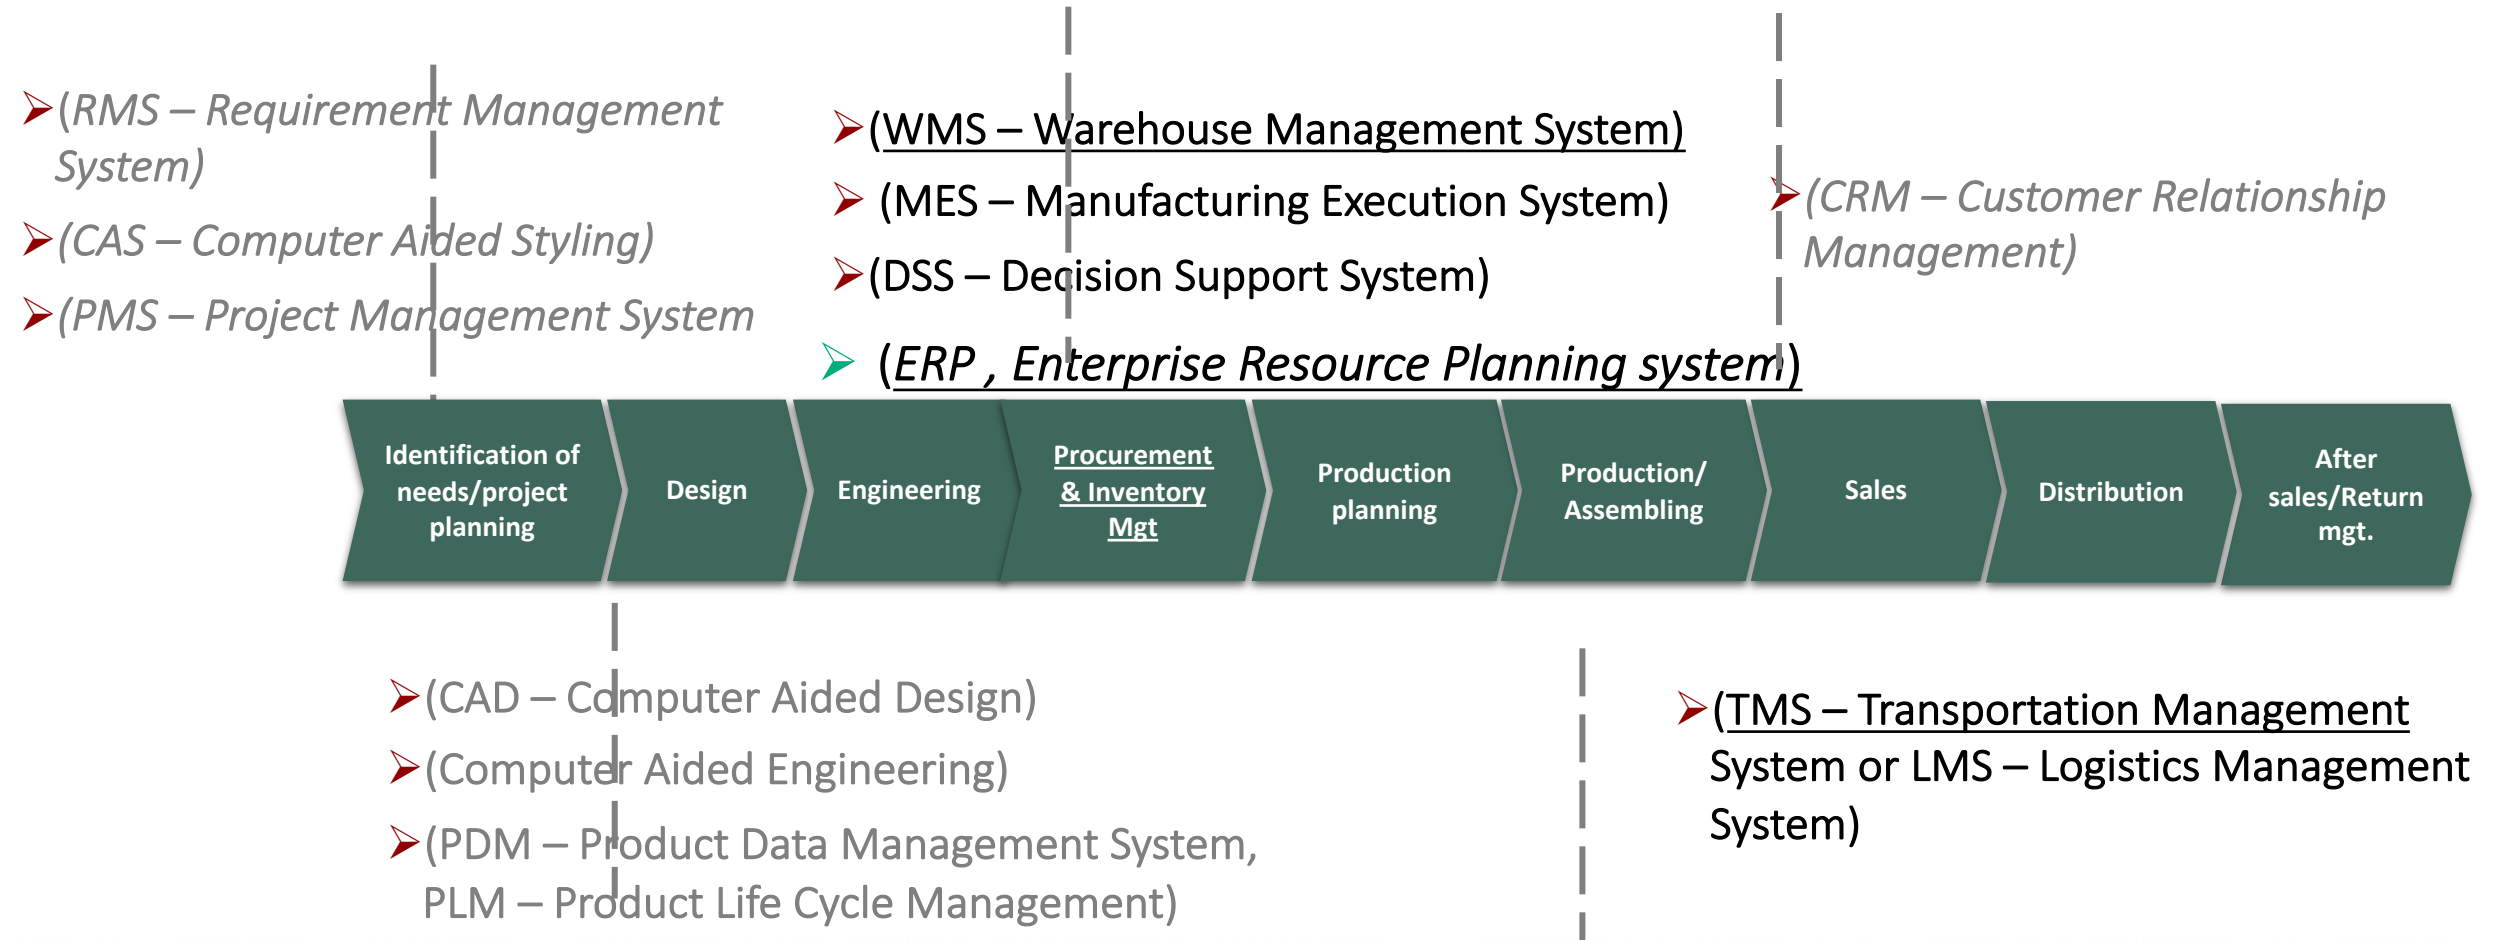 (RMS – Requirement Management
System)
(CAS – Computer Aided Styling)
(PMS – Project Management System
(WMS – Warehouse Management System)
(MES – Manufacturing Execution System)
(DSS – Decision Support System)
(ERP , Enterprise Resource Planning system)
(CRM – Customer Relationship
Management)
Identification of
needs/project
planning
Design
Engineering
Procurement
& Inventory
Mgt
Production
planning
Production/
Assembling
Sales
Distribution
After
sales/Return
mgt.
(CAD – Computer Aided Design)
(Computer Aided Engineering)
(PDM – Product Data Management System,
PLM – Product Life Cycle Management)
(TMS – Transportation Management
System or LMS – Logistics Management
System)